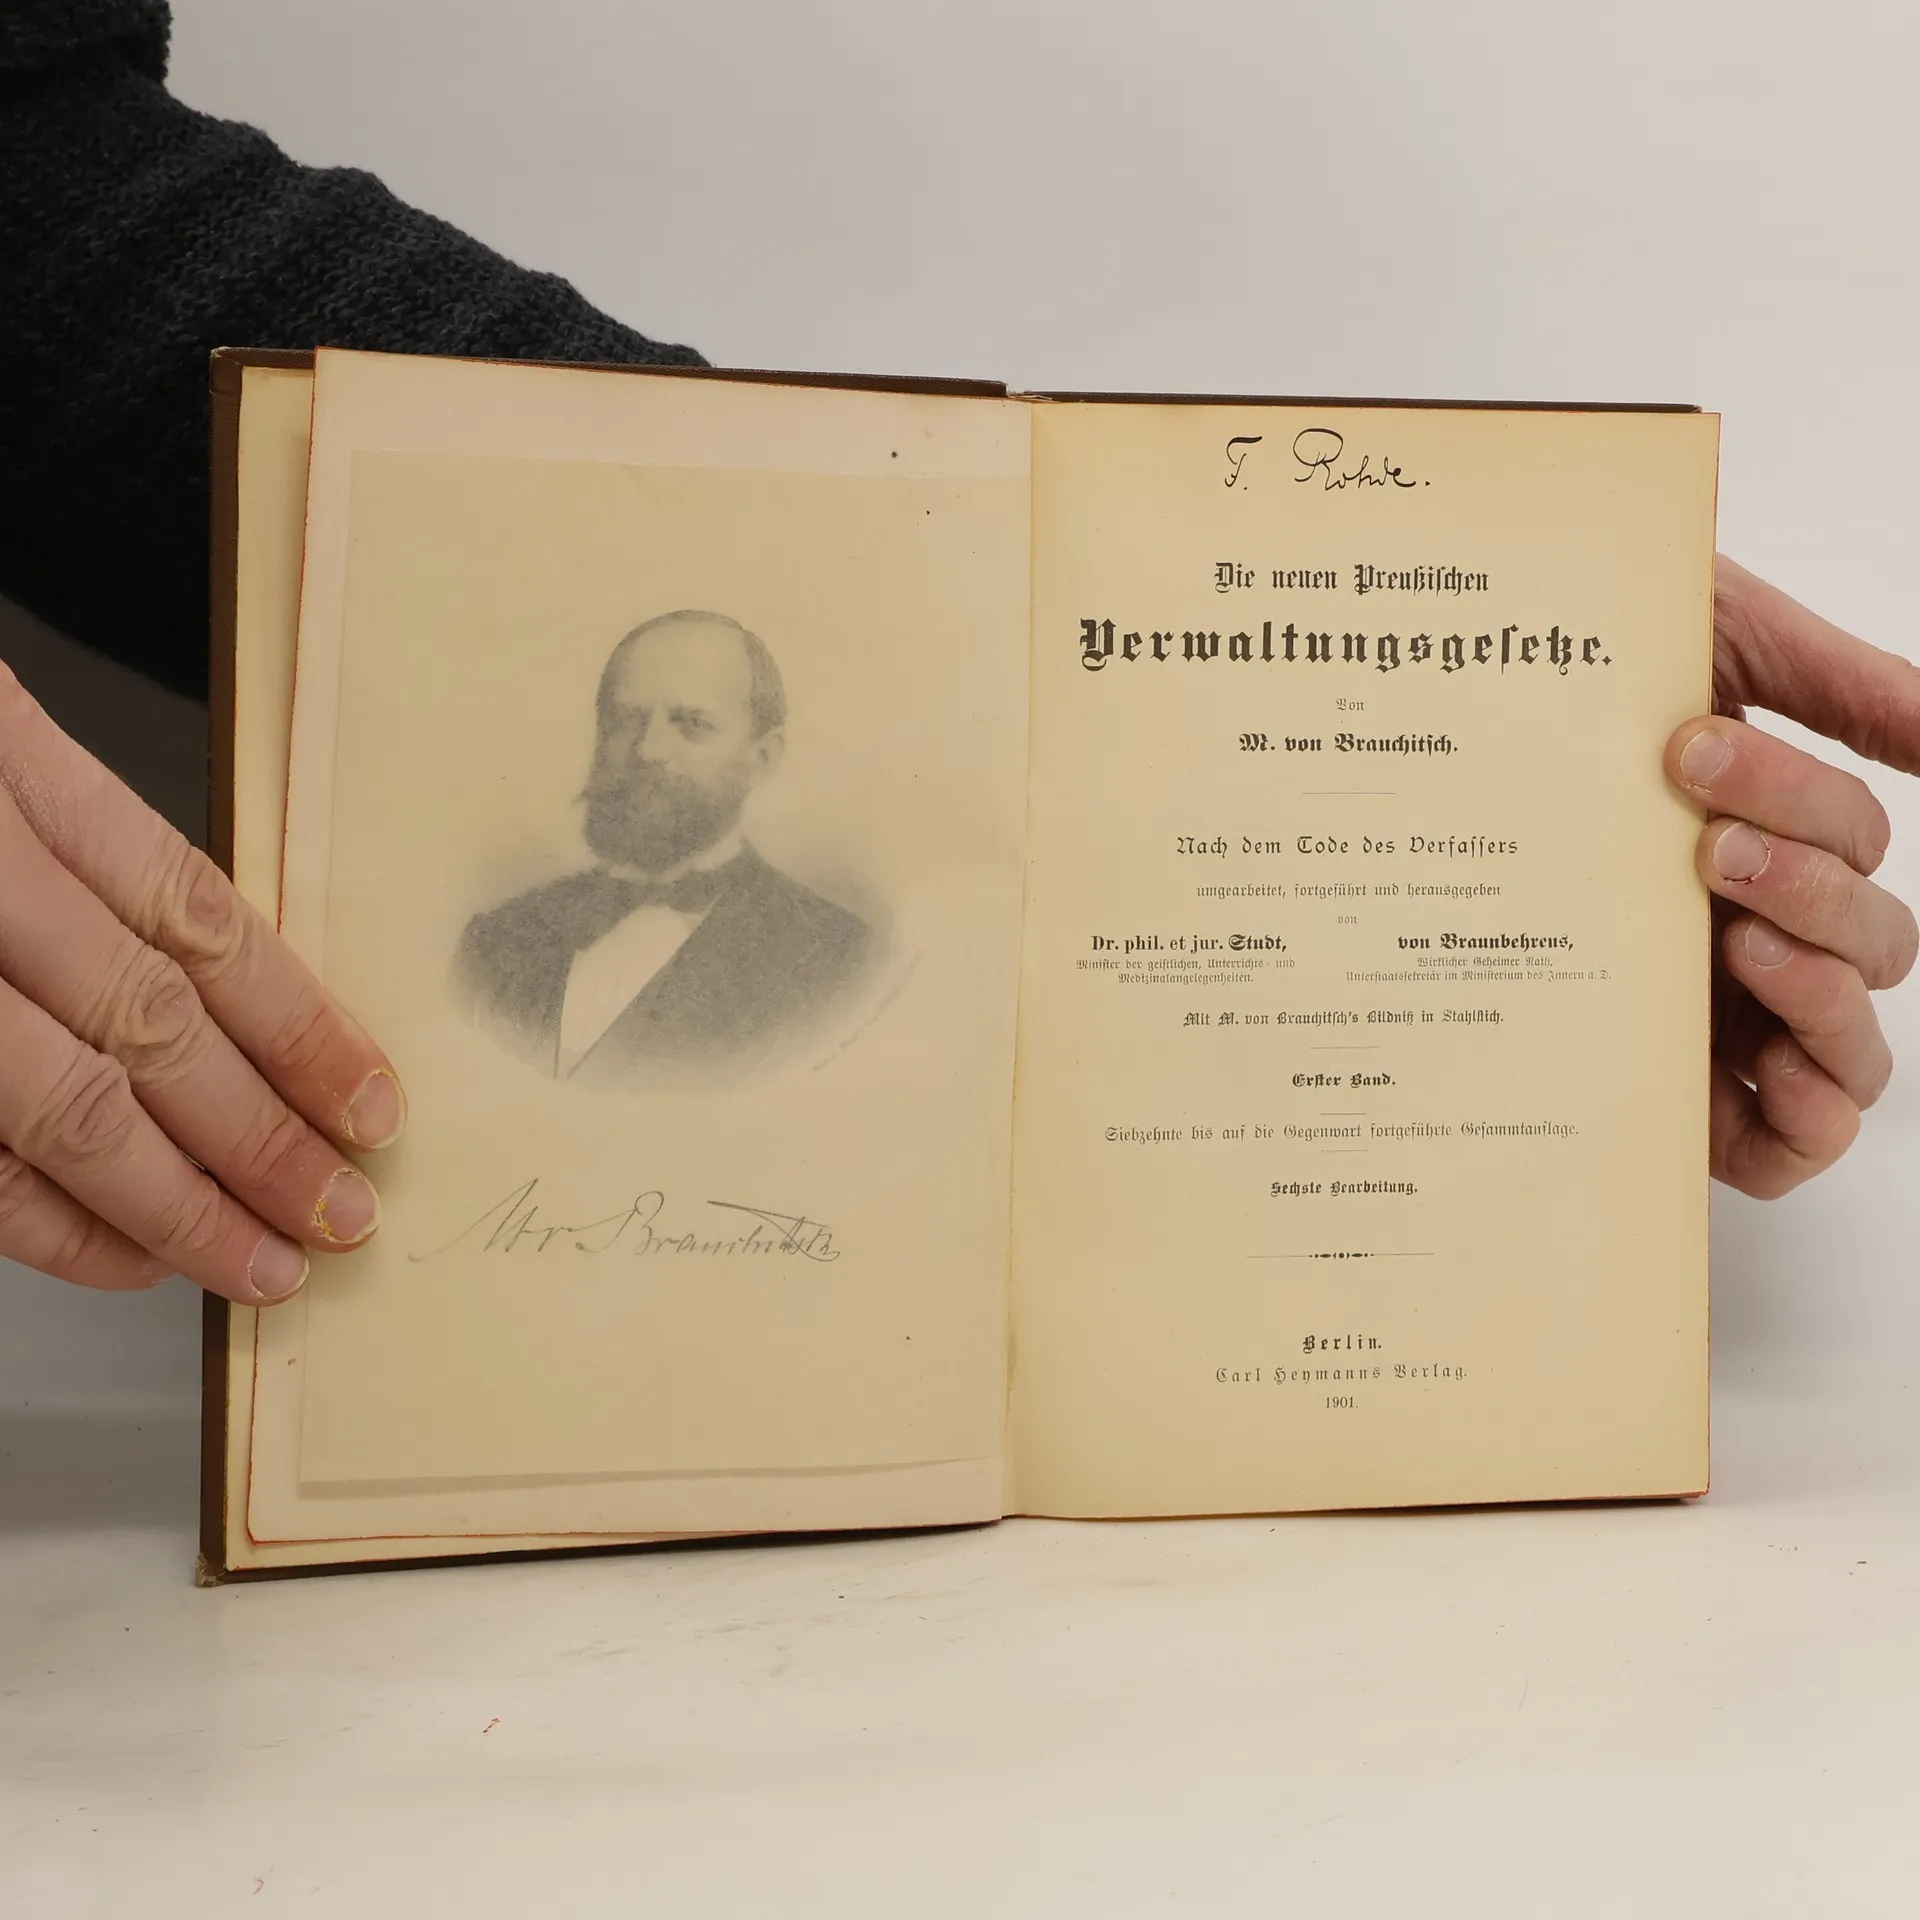 M v Brauchitsch
F. Rohde.
Die neuen Preußiſchen
Verwaltungsgeſetze.
Von
M. von Brauchitſch.
Nach dem Tode des Verfaſſers
umgearbeitet, fortgeführt und herausgegeben
von
Dr. phil. et jur. Studt,
Miniſter der geiſtlichen, Unterrichts- und
Medizinalangelegenheiten.
von Braunbehrens,
Wirklicher Geheimer Rath,
Unterſtaatsſekretär im Miniſterium des Innern a. D.
Mit M. von Brauchitſch's Bildniß in Stahlſtich.
Erſter Band.
Siebzehnte bis auf die Gegenwart fortgeführte Geſammtauflage.
Sechste Bearbeitung.
Berlin.
Carl Heymanns Verlag.
1901.